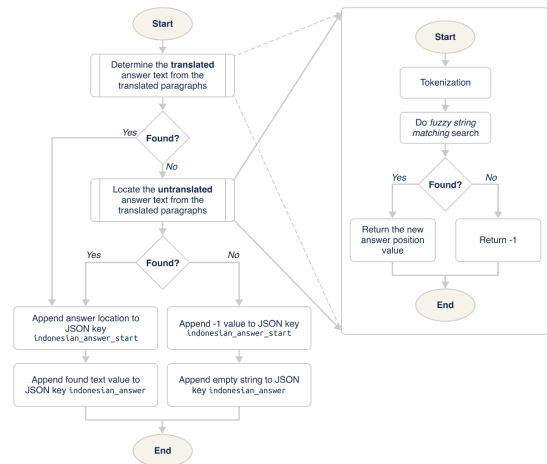 Start
Determine the translated
answer text from the
translated paragraphs
Yes
Found?
No
Locate the untranslated
answer text from the
translated paragraphs
Yes
No
Found?
Append answer location to
JSON key
indonesian_answer_start
Append -1 value to JSON key
indonesian_answer_start
Append found text value to
JSON key indonesian_answer
Append empty string to JSON
key indonesian_answer
End
Start
Tokenization
Do fuzzy string
matching search
Yes
No
Found?
Return the new
answer position
value
Return -1
End